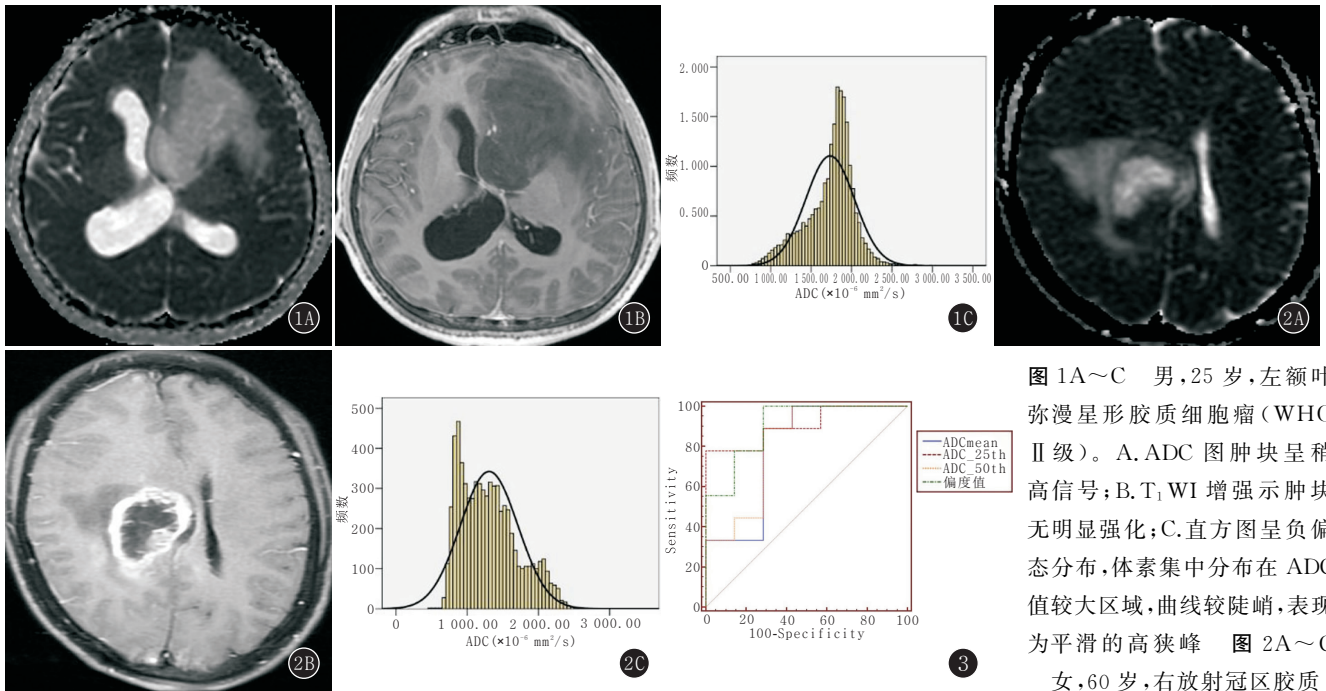 1A
1B
2.000
1.500
1.000
0.500
0
频数
500.00 1 000.00 1 500.00 2 000.00 2 500.00 3 000.00 3 500.00
ADC(×10⁻⁶ mm²/s)
1C
2A
2B
500
400
300
200
100
0
频数
0 1 000.00 2 000.00 3 000.00
ADC(×10⁻⁶ mm²/s)
2C
100
80
60
40
20
0
Sensitivity
0 20 40 60 80 100
100-Specificity
ADCmean
ADC_25th
ADC_50th
偏度值
3
图 1A～C 男,25 岁,左额叶
弥漫星形胶质细胞瘤(WHO
Ⅱ级)。A.ADC 图肿块呈稍
高信号;B.T₁WI 增强示肿块
无明显强化;C.直方图呈负偏
态分布,体素集中分布在 ADC
值较大区域,曲线较陡峭,表现
为平滑的高狭峰 图 2A～C
女,60 岁,右放射冠区胶质